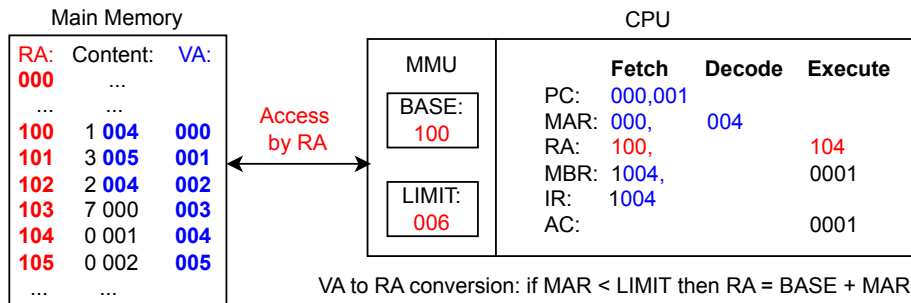 Main Memory
RA: Content: VA:
000 ...
... ...
100 1 004 000
101 3 005 001
102 2 004 002
103 7 000 003
104 0 001 004
105 0 002 005
... ...
Access
by RA
CPU
MMU
BASE:
100
LIMIT:
006
Fetch Decode Execute
PC: 000,001
MAR: 000, 004
RA: 100, 104
MBR: 1004, 0001
IR: 1004
AC: 0001
VA to RA conversion: if MAR < LIMIT then RA = BASE + MAR